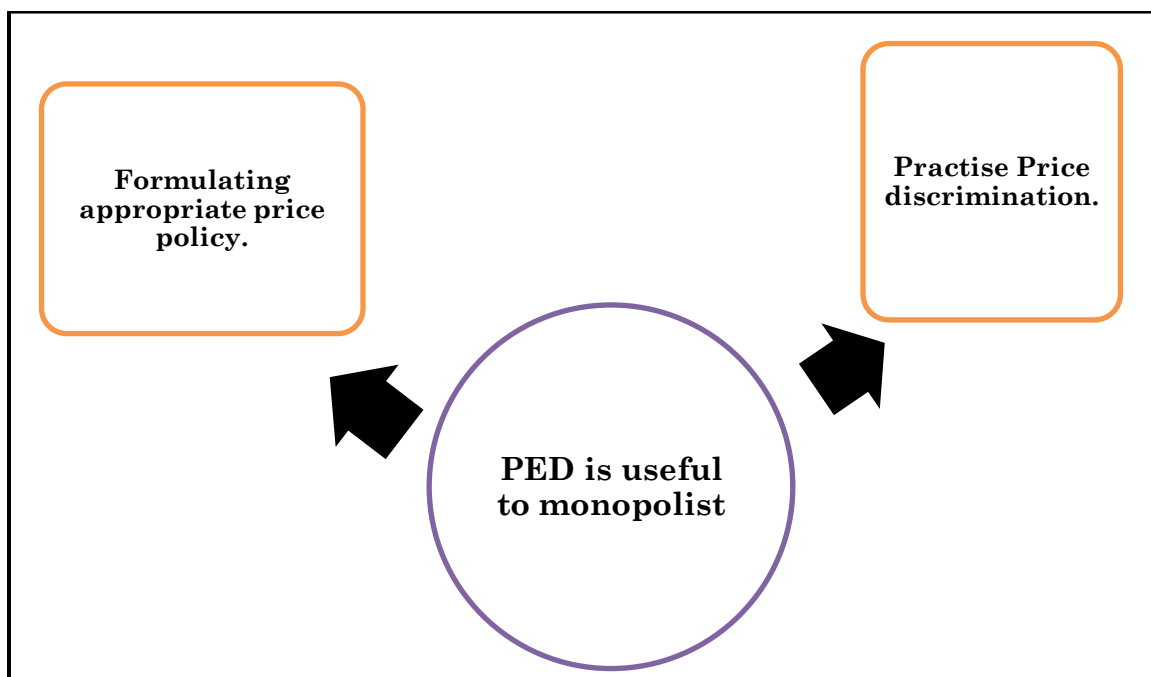 Formulating
appropriate price
policy.
Practise Price
discrimination.
PED is useful
to monopolist